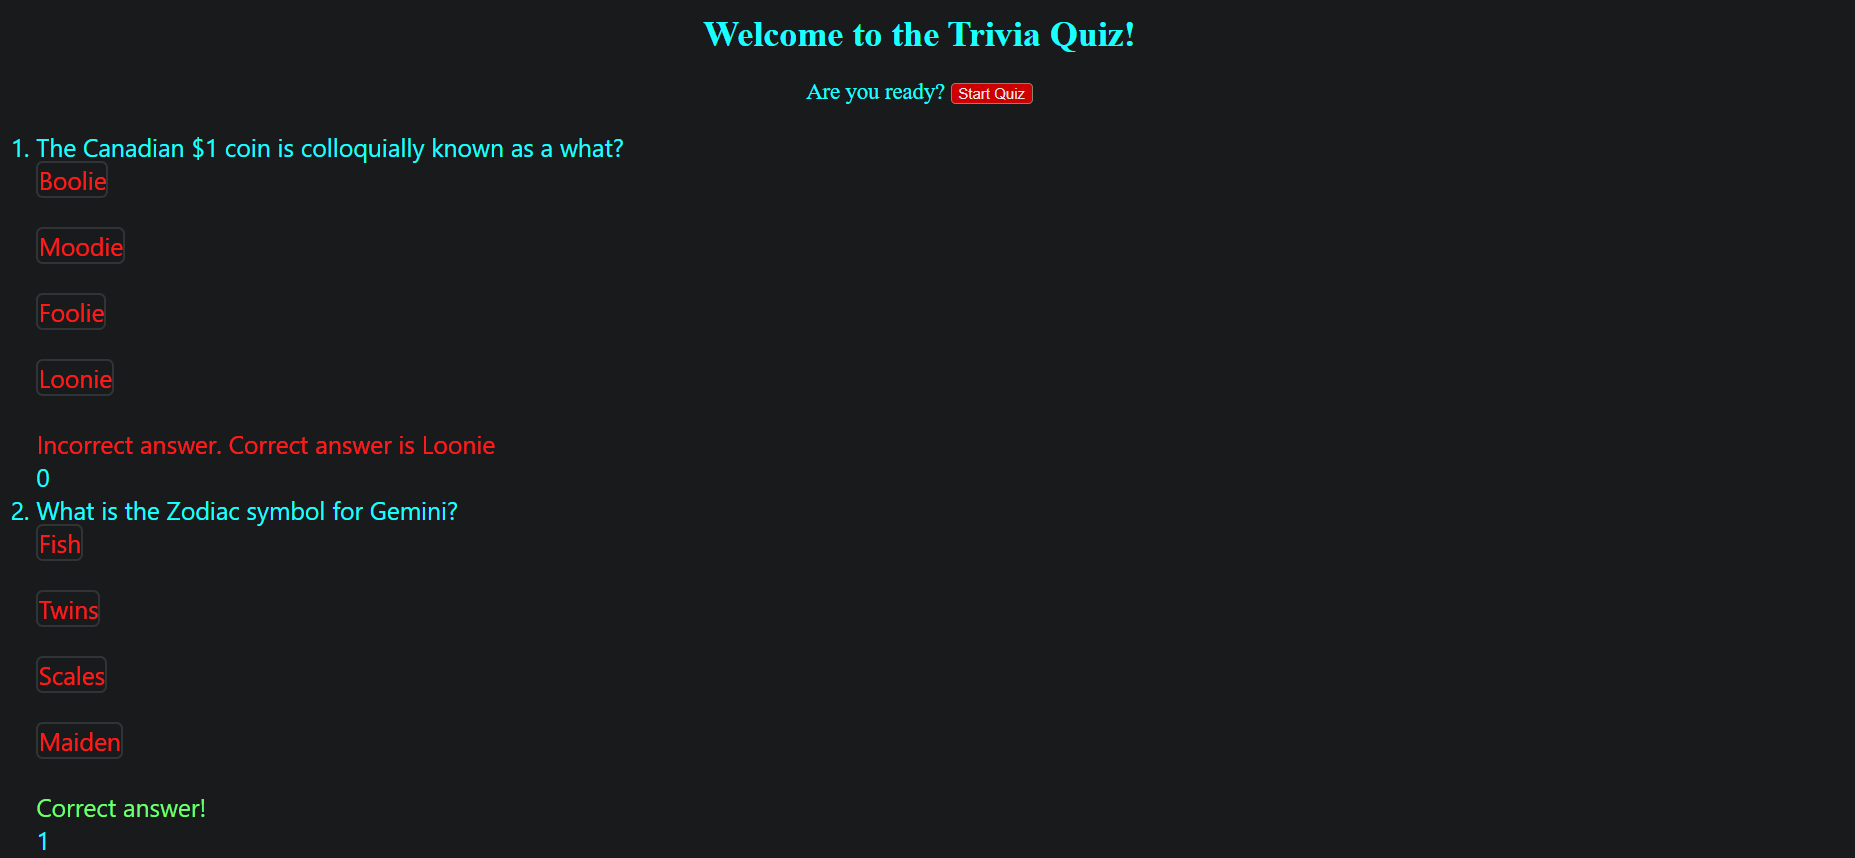 Welcome to the Trivia Quiz!
Are you ready? Start Quiz
1. The Canadian $1 coin is colloquially known as a what?
Boolie
Moodie
Foolie
Loonie
Incorrect answer. Correct answer is Loonie
0
2. What is the Zodiac symbol for Gemini?
Fish
Twins
Scales
Maiden
Correct answer!
1